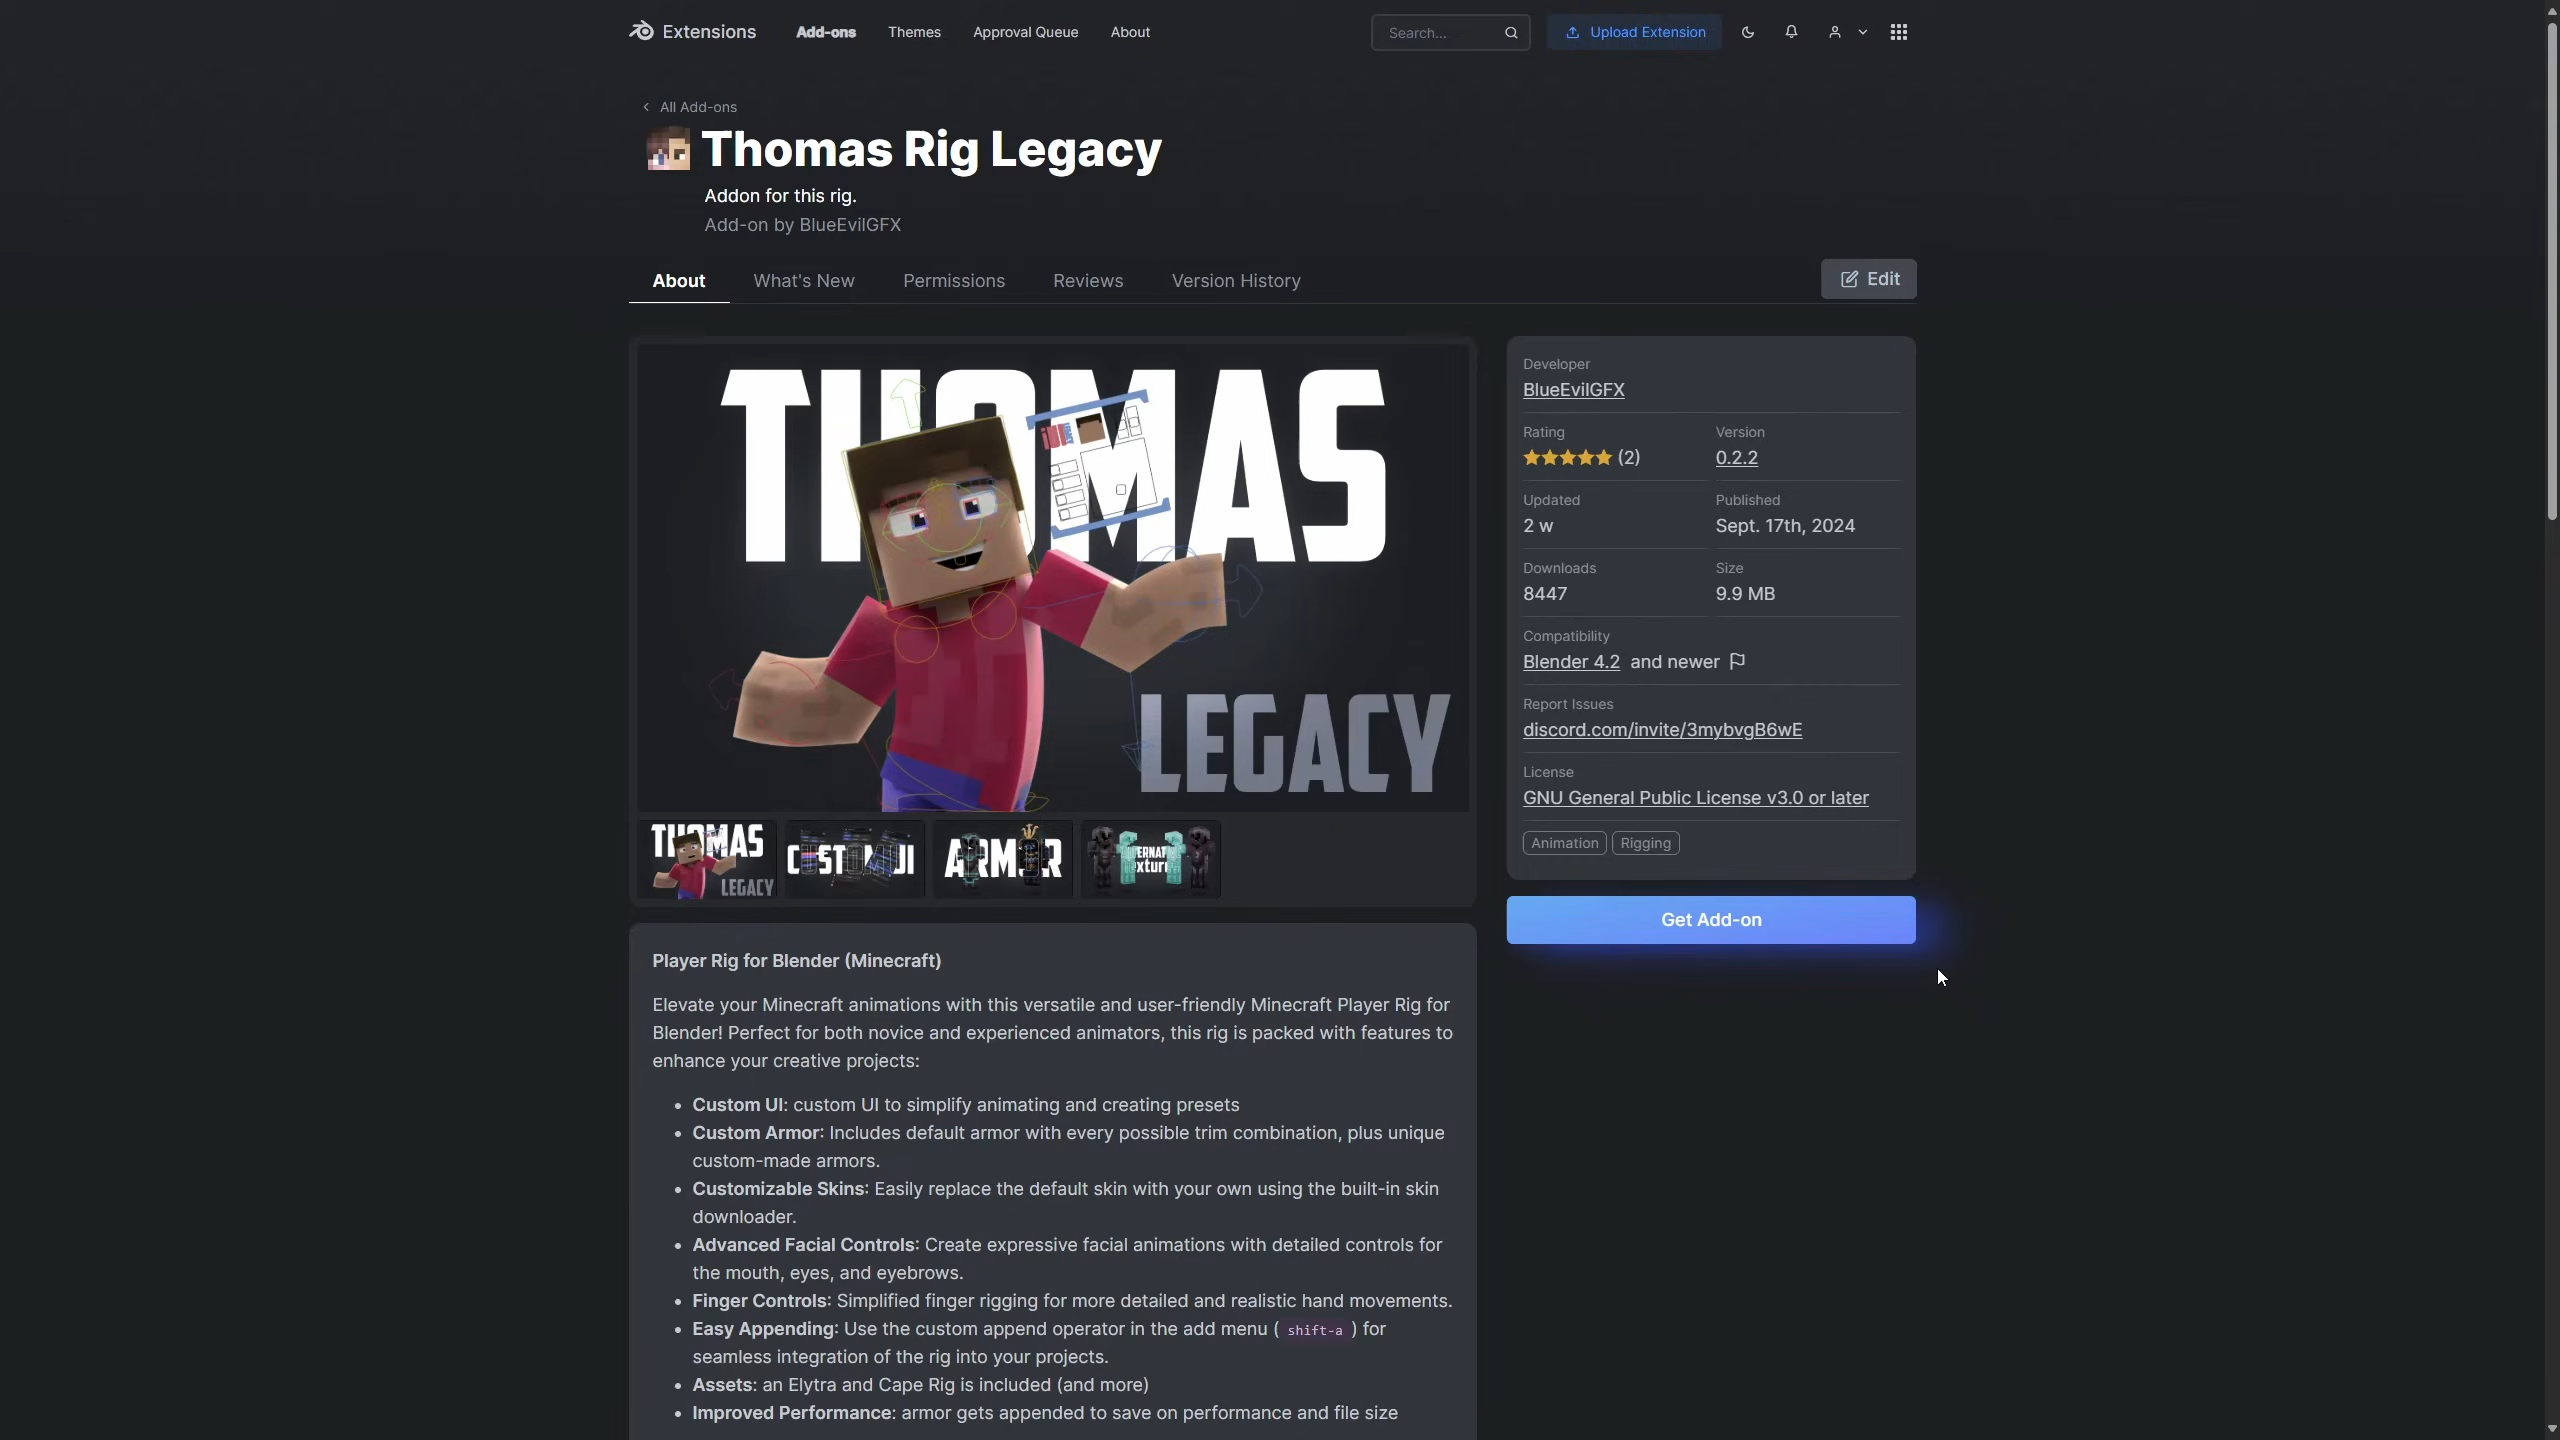 Extensions Add-ons Themes Approval Queue About Search... Upload Extension
All Add-ons
Thomas Rig Legacy
Addon for this rig.
Add-on by BlueEvilGFX
About What's New Permissions Reviews Version History Edit
THOMAS
LEGACY
THOMAS
LEGACY
ARMOR
Developer
BlueEvilGFX
Rating Version
(2) 0.2.2
Updated Published
2 w Sept. 17th, 2024
Downloads Size
8447 9.9 MB
Compatibility
Blender 4.2 and newer
Report Issues
discord.com/invite/3mybvgB6wE
License
GNU General Public License v3.0 or later
Animation Rigging
Get Add-on
Player Rig for Blender (Minecraft)
Elevate your Minecraft animations with this versatile and user-friendly Minecraft Player Rig for
Blender! Perfect for both novice and experienced animators, this rig is packed with features to
enhance your creative projects:
• Custom UI: custom UI to simplify animating and creating presets
• Custom Armor: Includes default armor with every possible trim combination, plus unique
custom-made armors.
• Customizable Skins: Easily replace the default skin with your own using the built-in skin
downloader.
• Advanced Facial Controls: Create expressive facial animations with detailed controls for
the mouth, eyes, and eyebrows.
• Finger Controls: Simplified finger rigging for more detailed and realistic hand movements.
• Easy Appending: Use the custom append operator in the add menu ( shift-a ) for
seamless integration of the rig into your projects.
• Assets: an Elytra and Cape Rig is included (and more)
• Improved Performance: armor gets appended to save on performance and file size